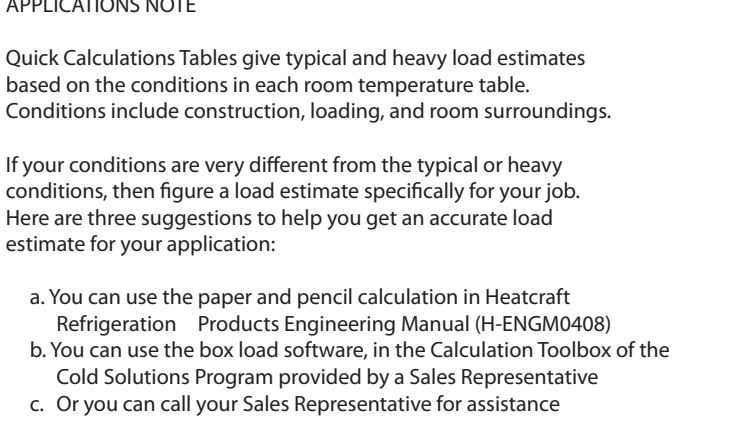 APPLICATIONS NOTE
Quick Calculations Tables give typical and heavy load estimates
based on the conditions in each room temperature table.
Conditions include construction, loading, and room surroundings.
If your conditions are very different from the typical or heavy
conditions, then figure a load estimate specifically for your job.
Here are three suggestions to help you get an accurate load
estimate for your application:
a. You can use the paper and pencil calculation in Heatcraft
Refrigeration Products Engineering Manual (H-ENGM0408)
b. You can use the box load software, in the Calculation Toolbox of the
Cold Solutions Program provided by a Sales Representative
c. Or you can call your Sales Representative for assistance